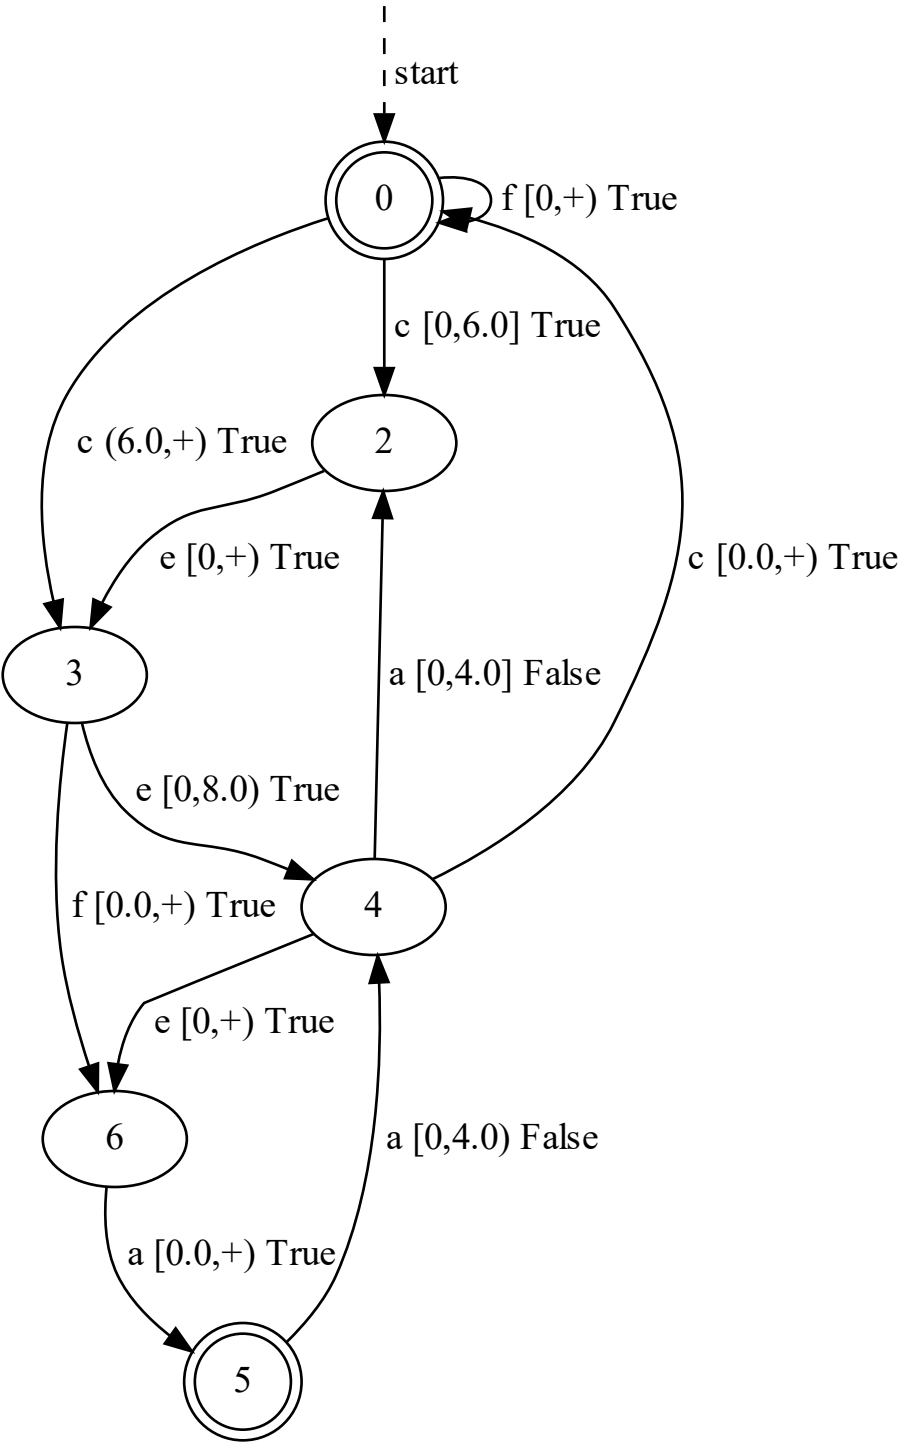 start
0
f [0,+) True
c [0,6.0] True
c (6.0,+) True
2
e [0,+) True
c [0.0,+) True
3
a [0,4.0] False
e [0,8.0) True
f [0.0,+) True
4
e [0,+) True
6
a [0,4.0) False
a [0.0,+) True
5